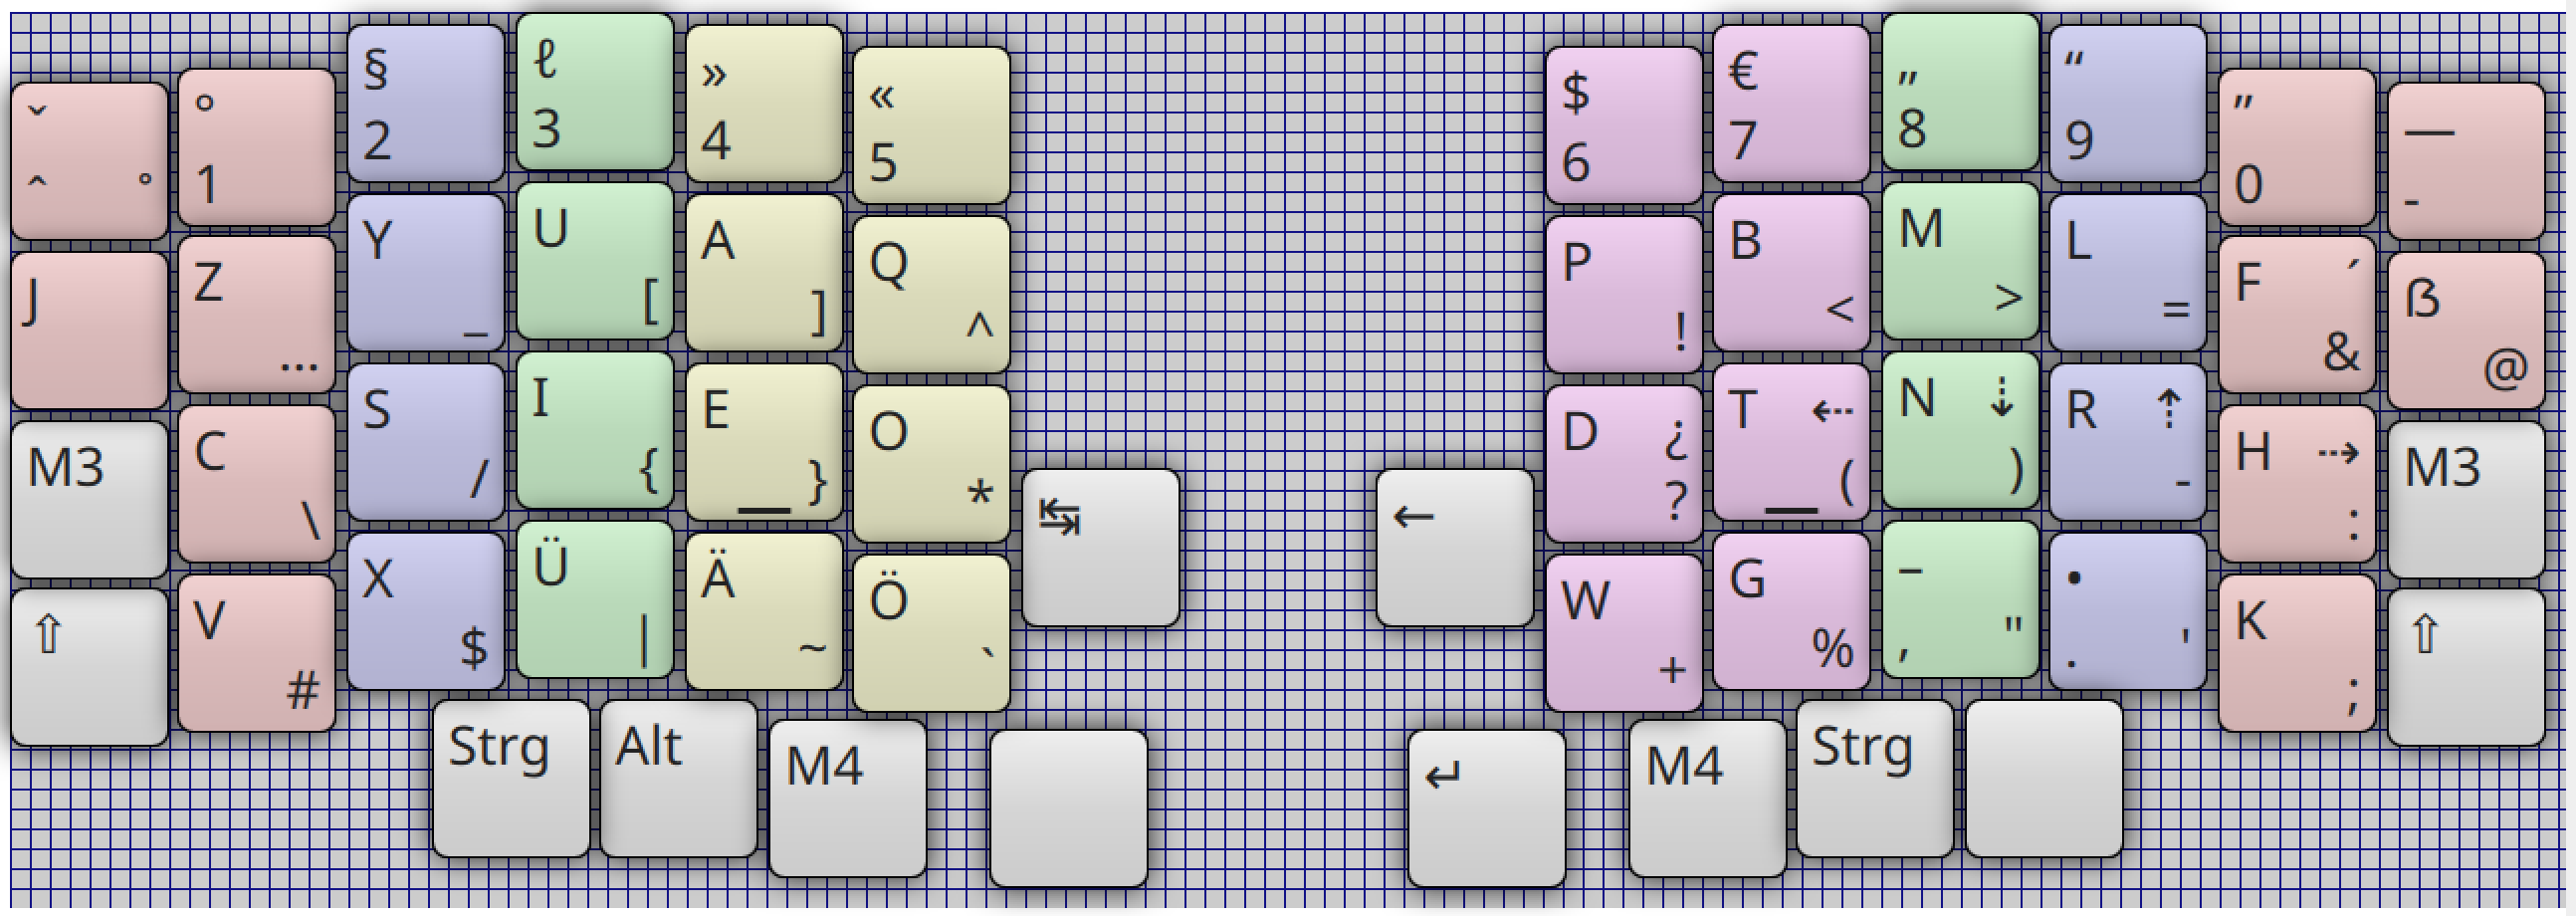 ˇ ° § ℓ » « $ € „ “ ” —
ˆ ˚ 1 2 3 4 5 6 7 8 9 0 -
J Z Y U A Q P B M L F ´ ẞ
… _ [ ] ^ ! < > = & @
M3 C S I E O ↹ ← D ¿ T ⇠ N ⇣ R ⇡ H ⇢ M3
\ / { } * ? ( ) - :
⇧ V X Ü Ä Ö W G – • K ⇧
# $ | ~ ` + % , " . ' ;
Strg Alt M4 ↵ M4 Strg